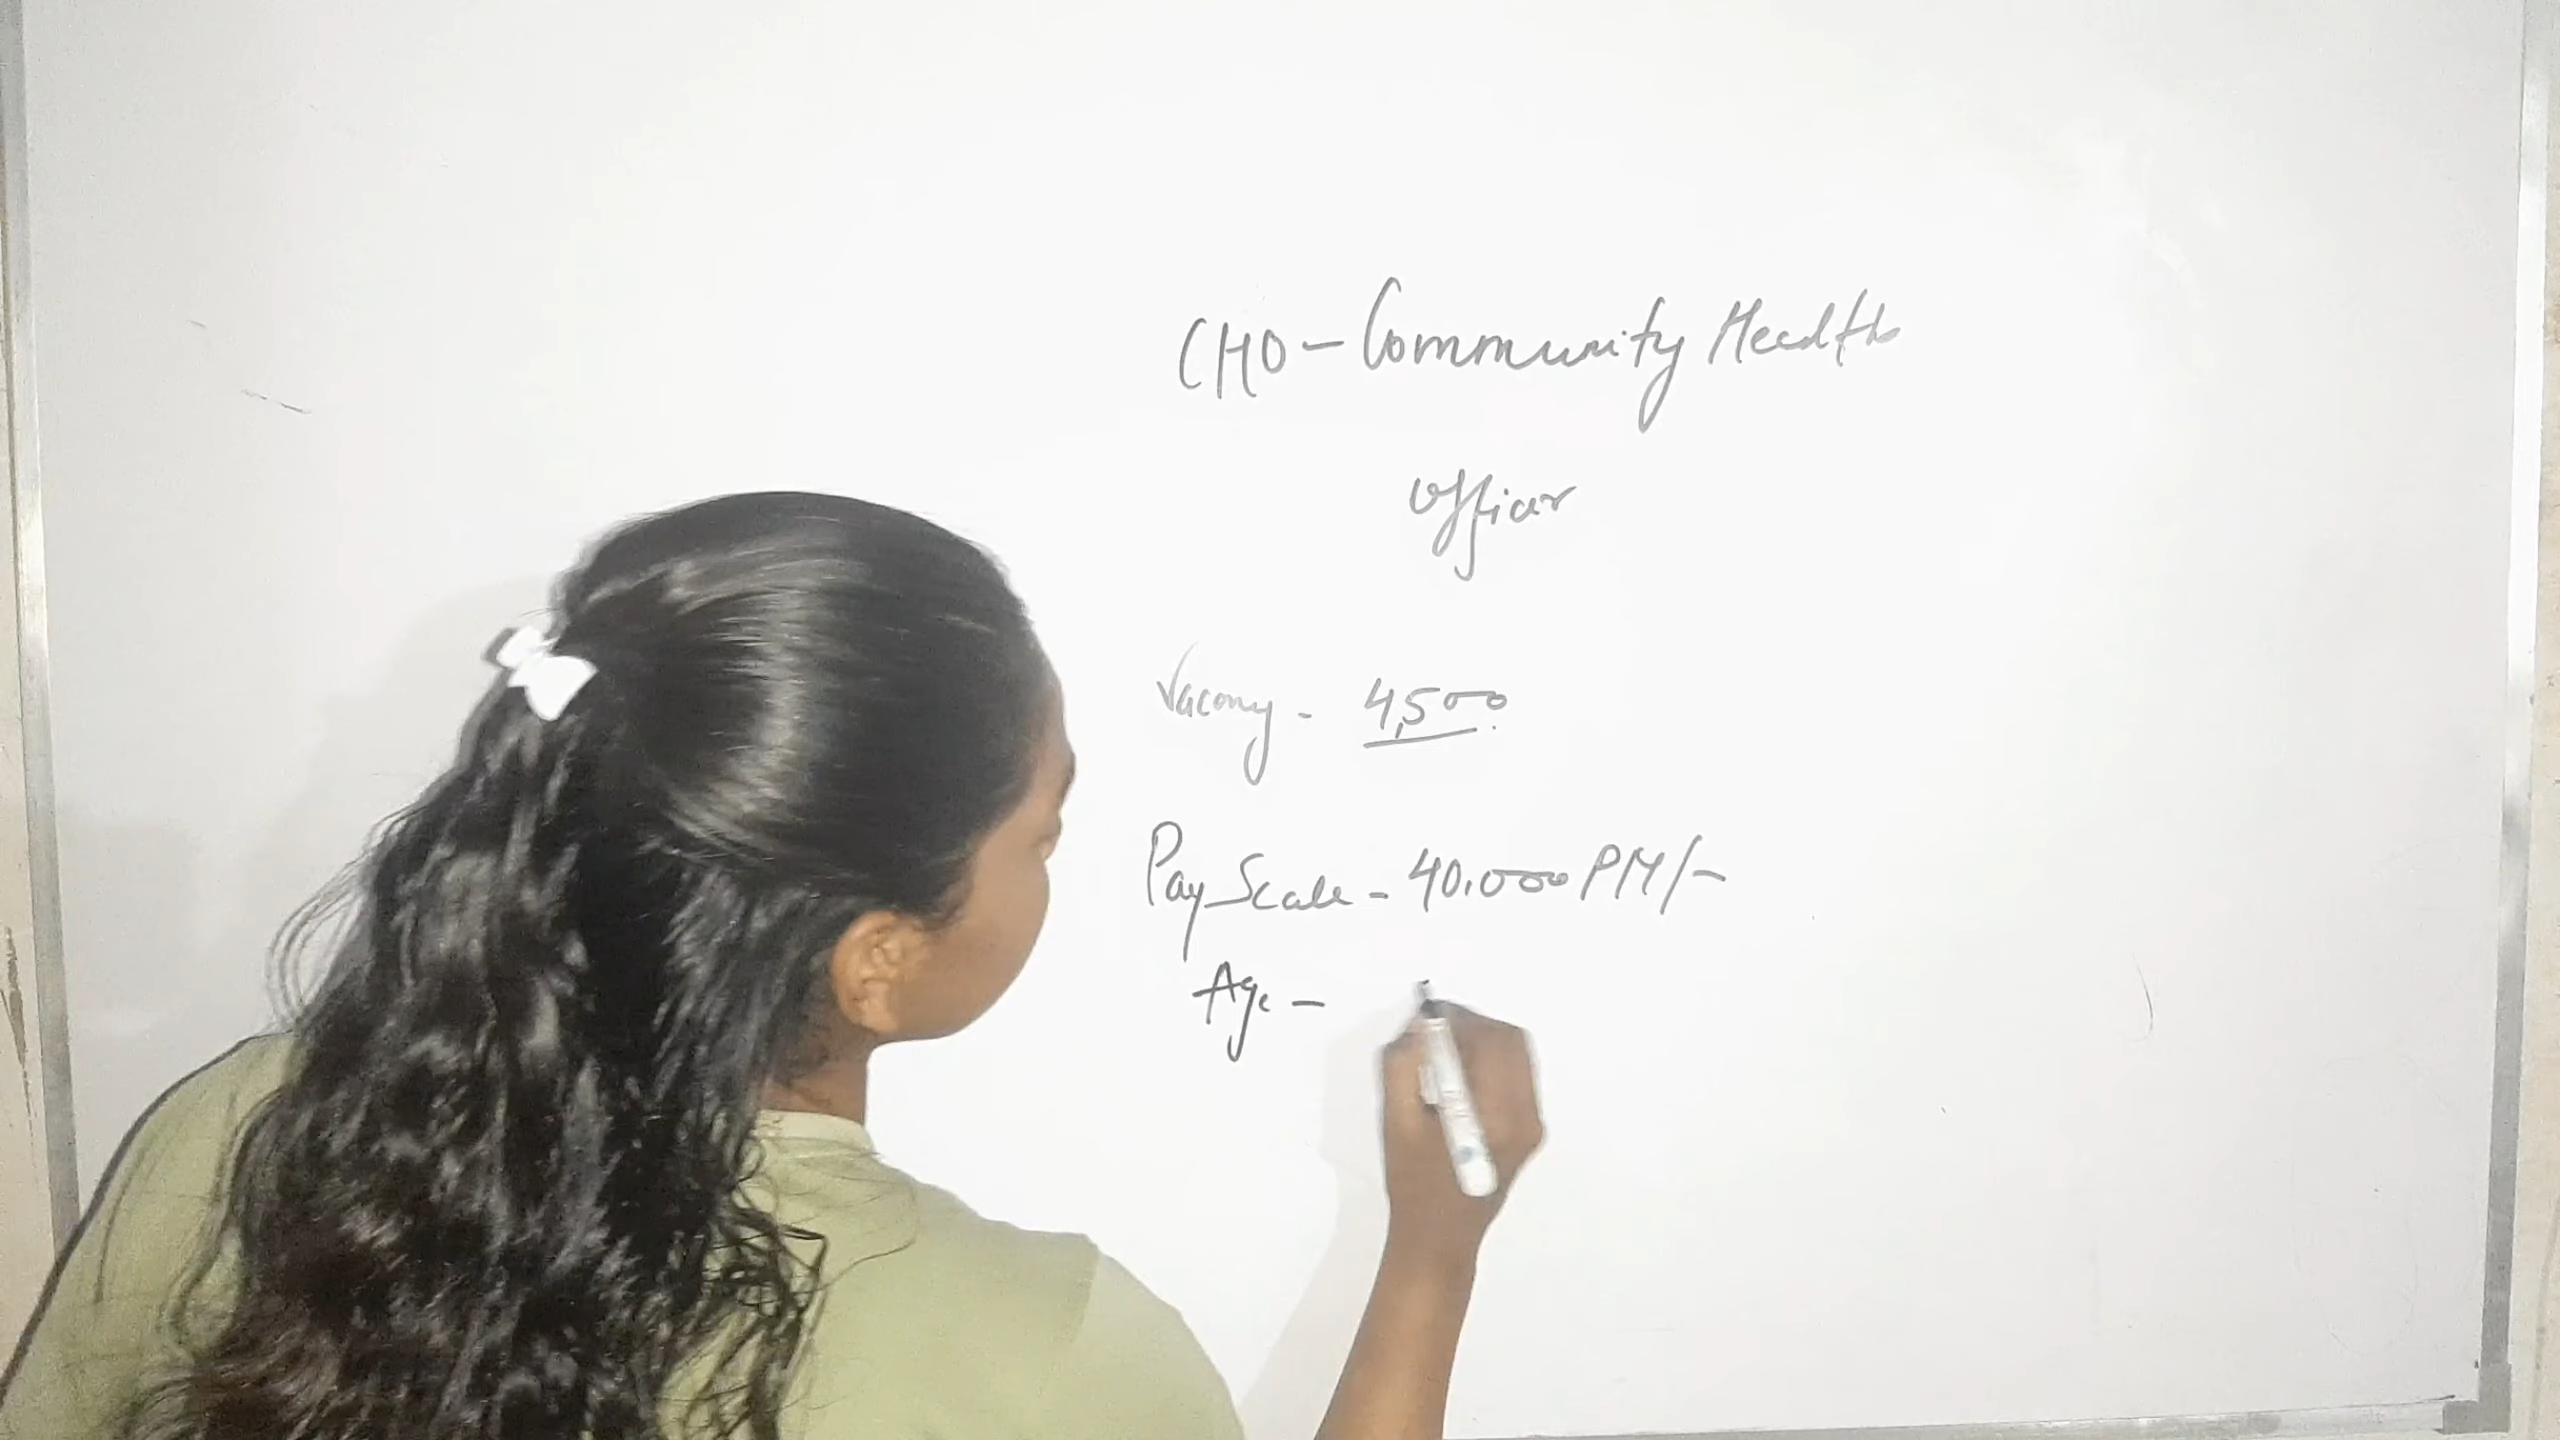 CHO - Community Health
Officer
Vacancy - 4,500
Pay Scale - 40,000 PM/-
Age -